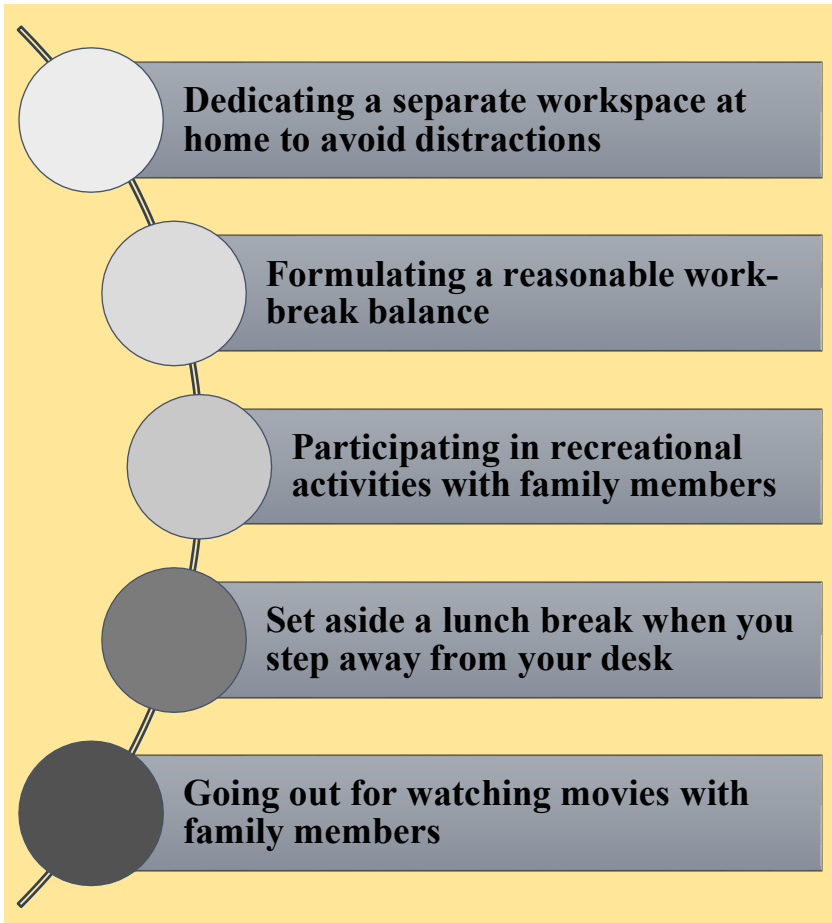 Dedicating a separate workspace at
home to avoid distractions
Formulating a reasonable work-
break balance
Participating in recreational
activities with family members
Set aside a lunch break when you
step away from your desk
Going out for watching movies with
family members